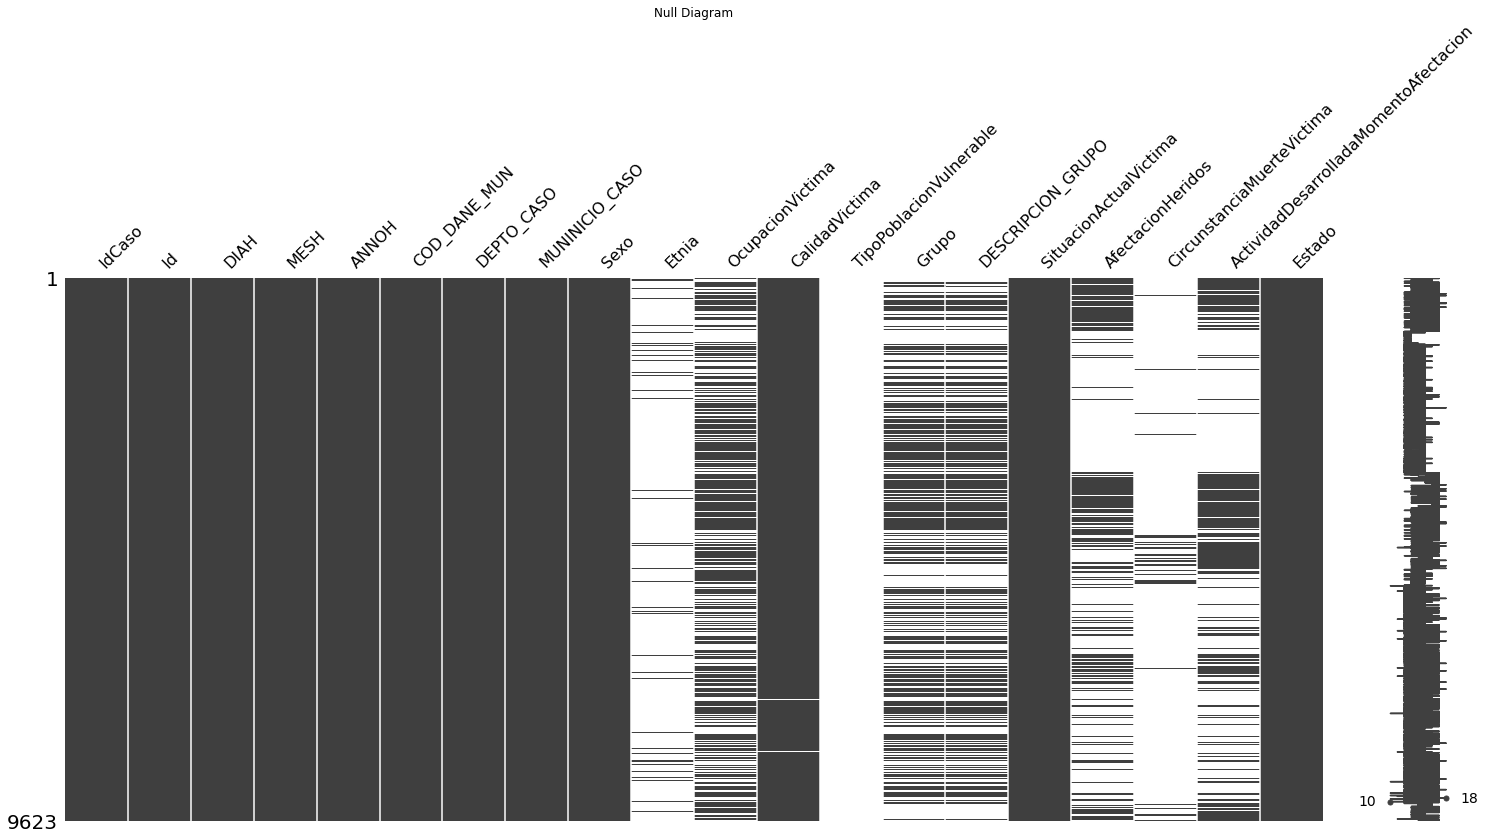 Null Diagram
IdCaso
Id
DIAH
MESH
ANNOH
COD_DANE_MUN
DEPTO_CASO
MUNINICIO_CASO
Sexo
Etnia
OcupacionVictima
CalidadVictima
TipoPoblacionVulnerable
Grupo
DESCRIPCION_GRUPO
SituacionActualVictima
AfectacionHeridos
CircunstanciaMuerteVictima
ActividadDesarrolladaMomentoAfectacion
Estado
1
10
18
9623